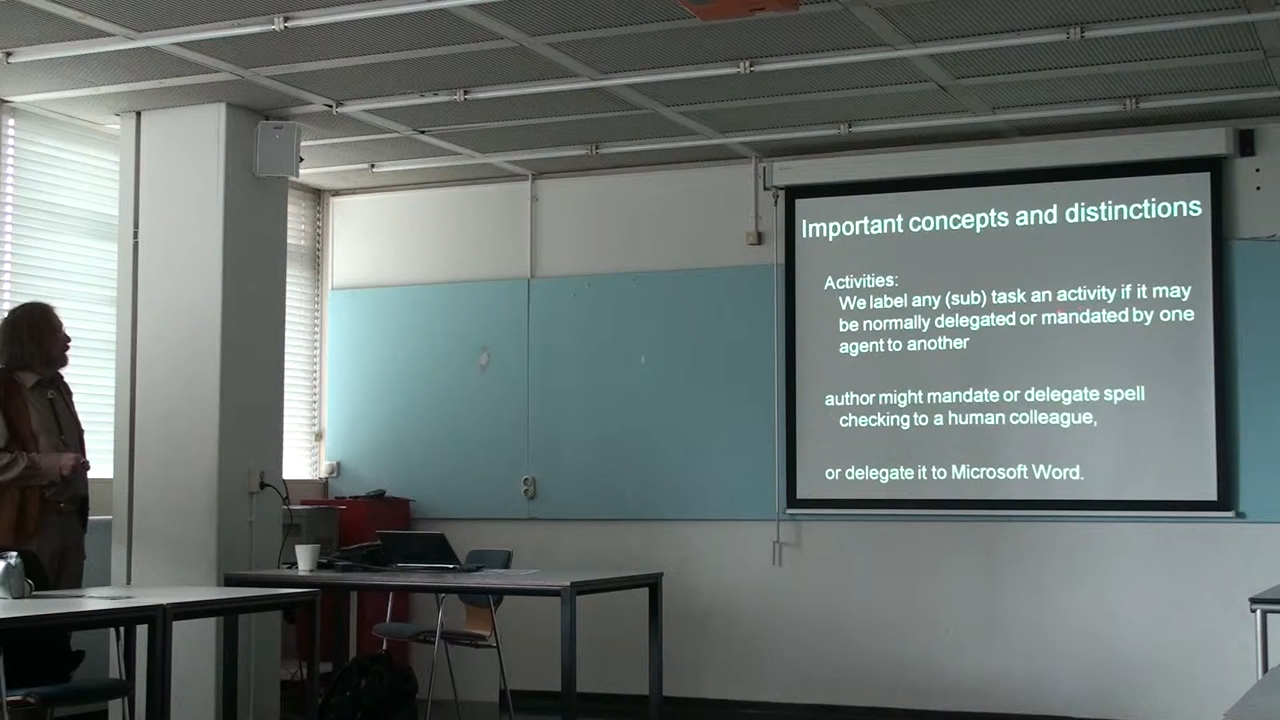 Important concepts and distinctions
Activities:
We label any (sub) task an activity if it may
be normally delegated or mandated by one
agent to another
author might mandate or delegate spell
checking to a human colleague,
or delegate it to Microsoft Word.